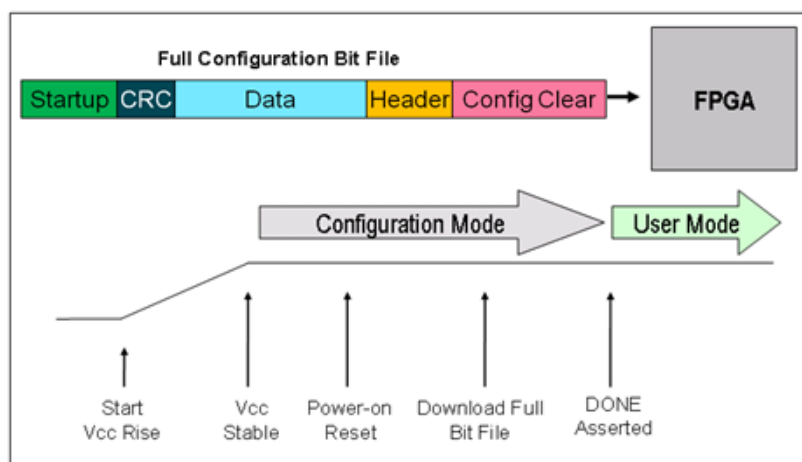 Full Configuration Bit File
Startup CRC Data Header Config Clear
FPGA
Configuration Mode
User Mode
Start
Vcc Rise
Vcc
Stable
Power-on
Reset
Download Full
Bit File
DONE
Asserted